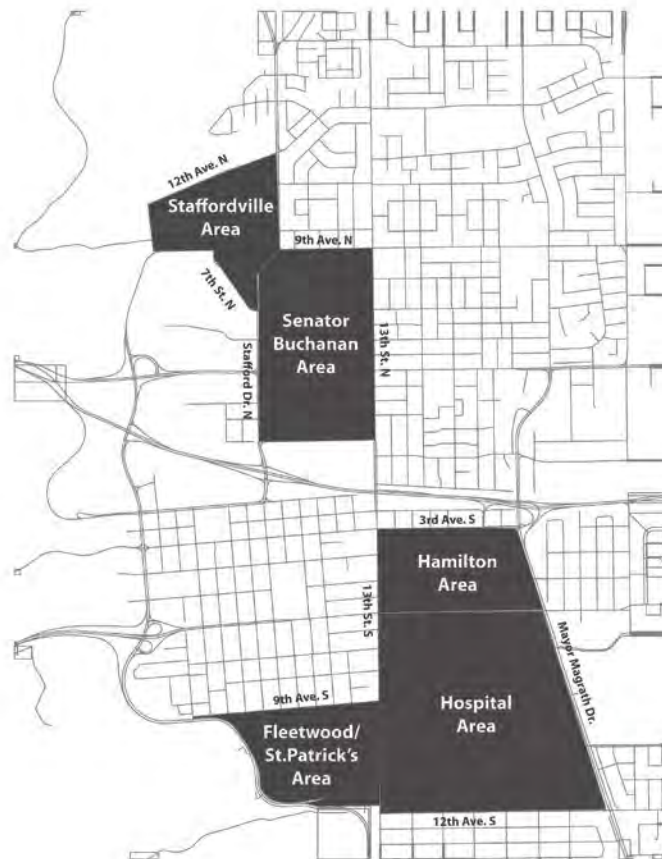 12th Ave. N
Staffordville
Area
9th Ave. N
7th St. N
Senator
Buchanan
Area
Stafford Dr. N
13th St. N
3rd Ave. S
Hamilton
Area
13th St. S
Mayor Magrath Dr.
9th Ave. S
Hospital
Area
Fleetwood/
St.Patrick's
Area
12th Ave. S